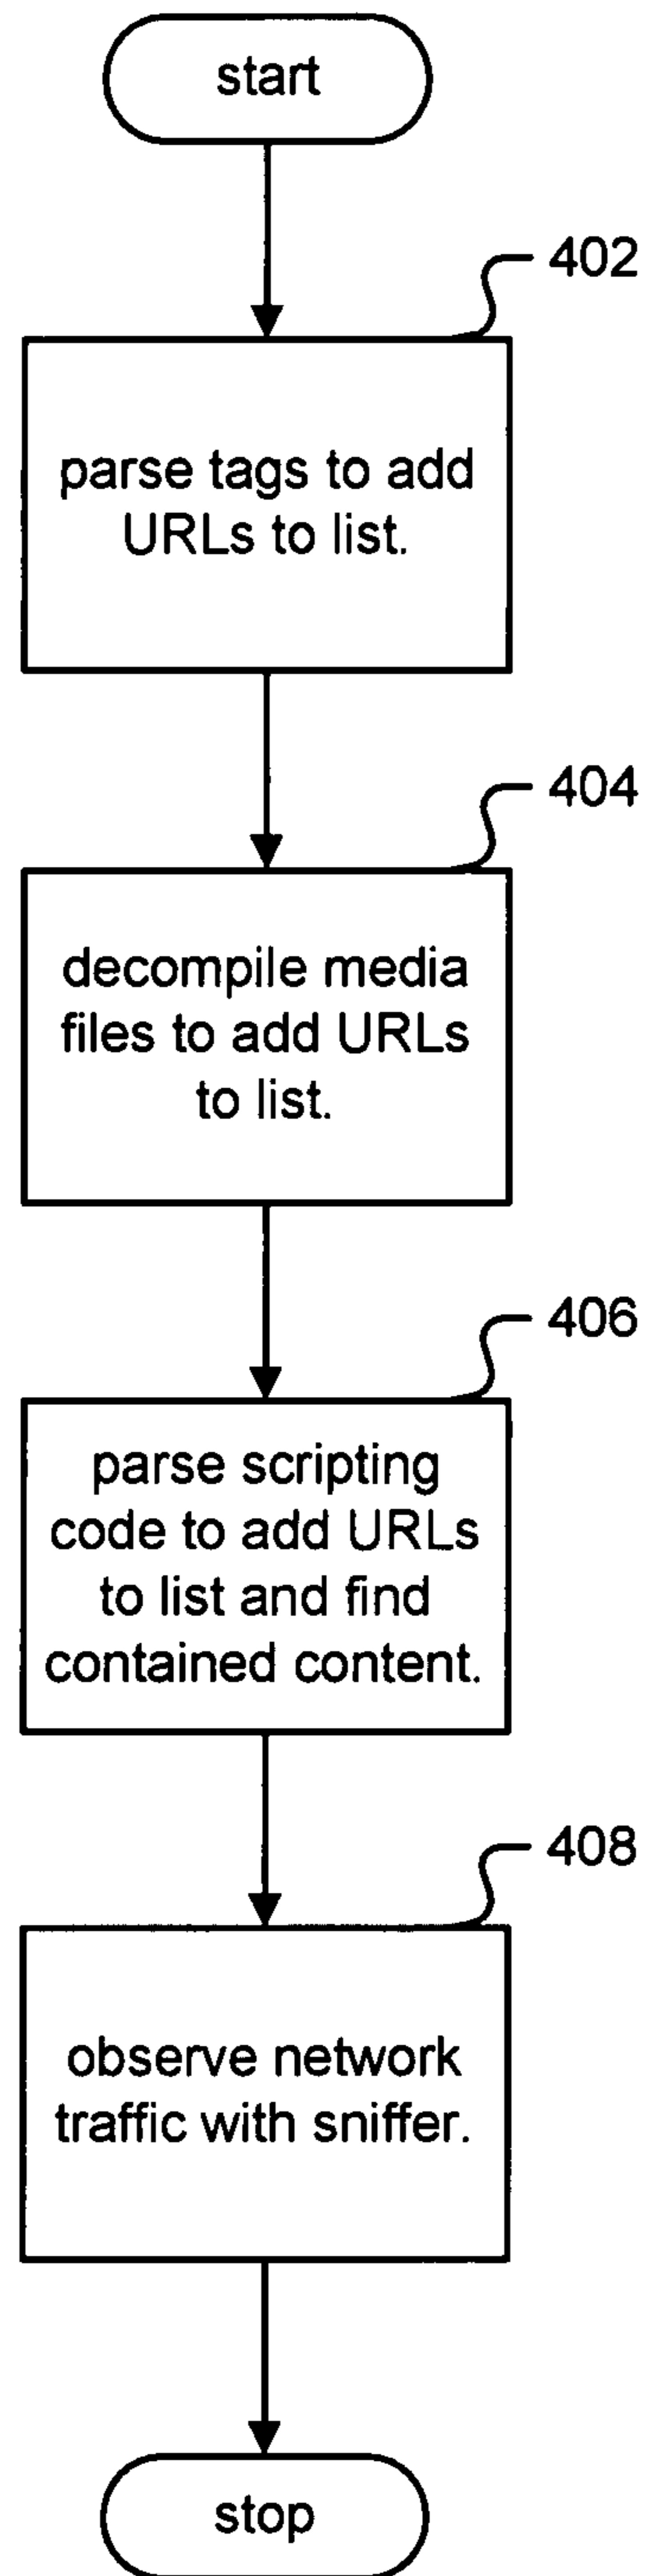 start
402
parse tags to add
URLs to list.
404
decompile media
files to add URLs
to list.
406
parse scripting
code to add URLs
to list and find
contained content.
408
observe network
traffic with sniffer.
stop